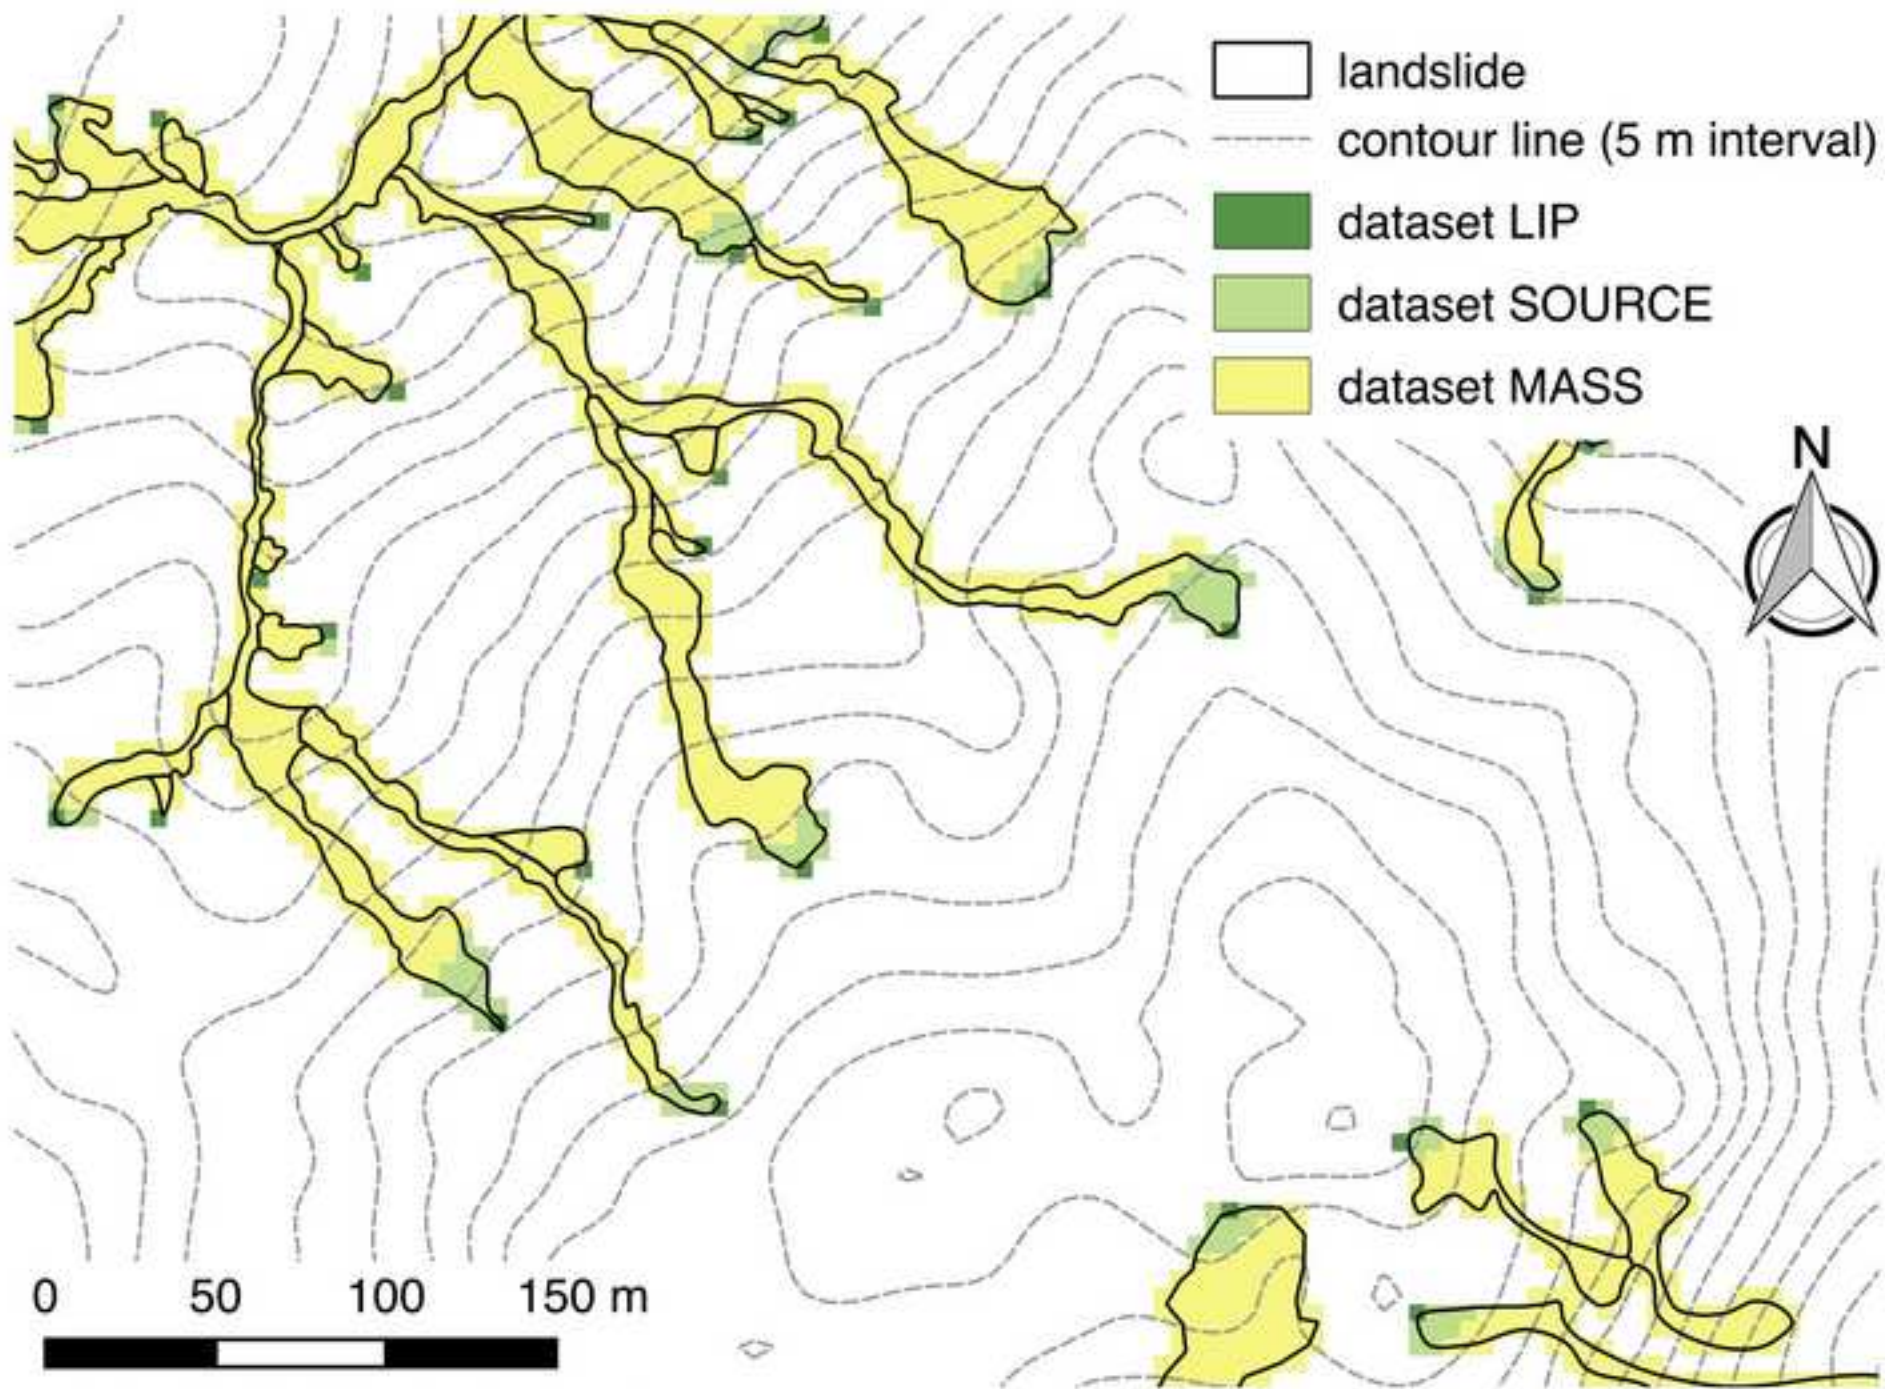 landslide
contour line (5 m interval)
dataset LIP
dataset SOURCE
dataset MASS
N
0 50 100 150 m